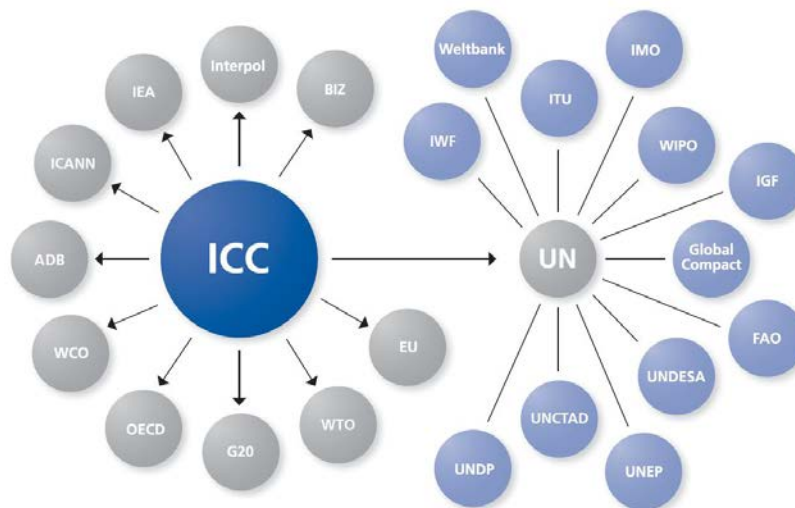 Weltbank
IMO
Interpol
IEA
BIZ
ITU
IWF
WIPO
ICANN
IGF
ICC
UN
ADB
Global
Compact
WCO
EU
FAO
UNDESA
OECD
G20
WTO
UNCTAD
UNDP
UNEP